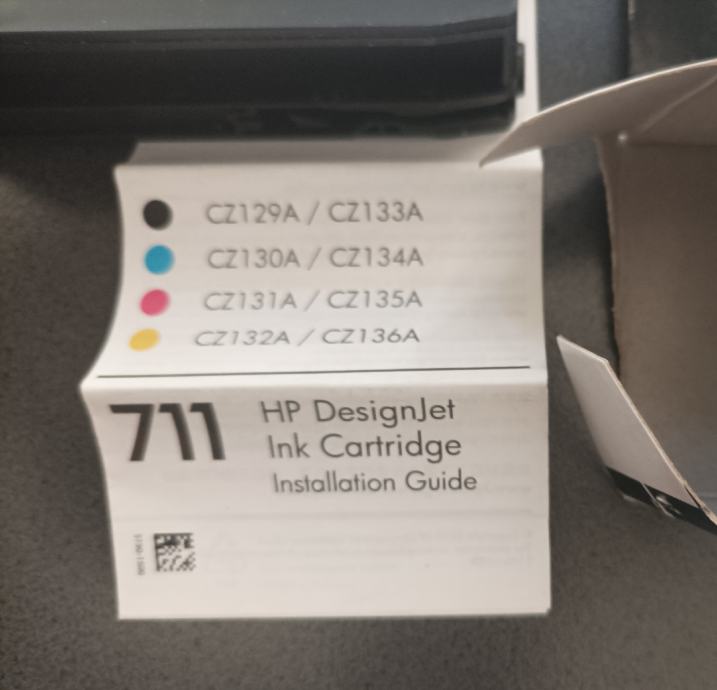 CZ129A / CZ133A
CZ130A / CZ134A
CZ131A / CZ135A
CZ132A / CZ136A
711
HP DesignJet
Ink Cartridge
Installation Guide